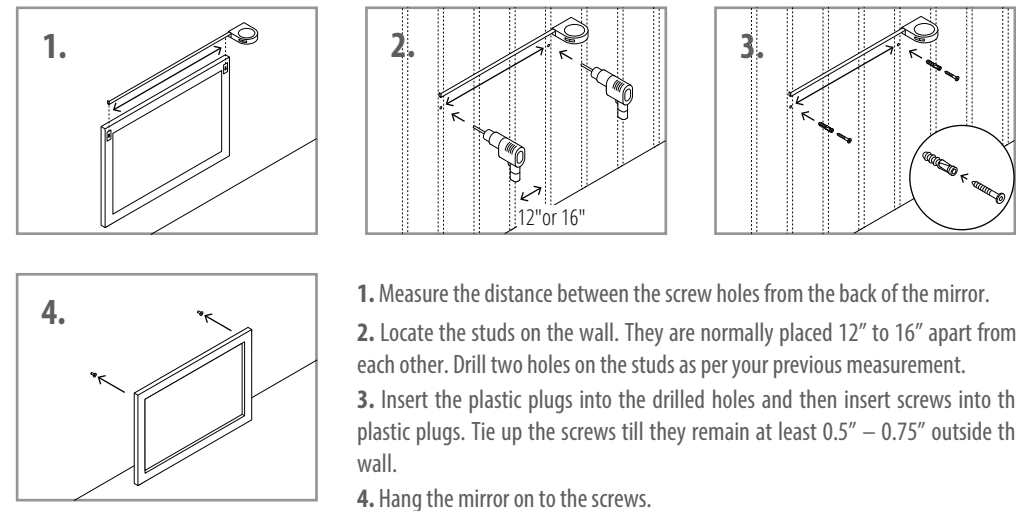 1.
2.
12"or 16"
3.
4.
1. Measure the distance between the screw holes from the back of the mirror.
2. Locate the studs on the wall. They are normally placed 12” to 16” apart from
each other. Drill two holes on the studs as per your previous measurement.
3. Insert the plastic plugs into the drilled holes and then insert screws into th
plastic plugs. Tie up the screws till they remain at least 0.5” – 0.75” outside th
wall.
4. Hang the mirror on to the screws.